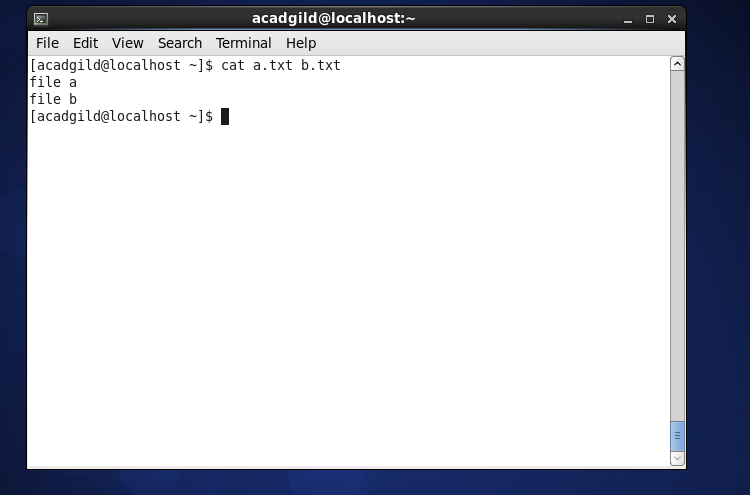 acadgild@localhost:~
File Edit View Search Terminal Help
[acadgild@localhost ~]$ cat a.txt b.txt
file a
file b
[acadgild@localhost ~]$